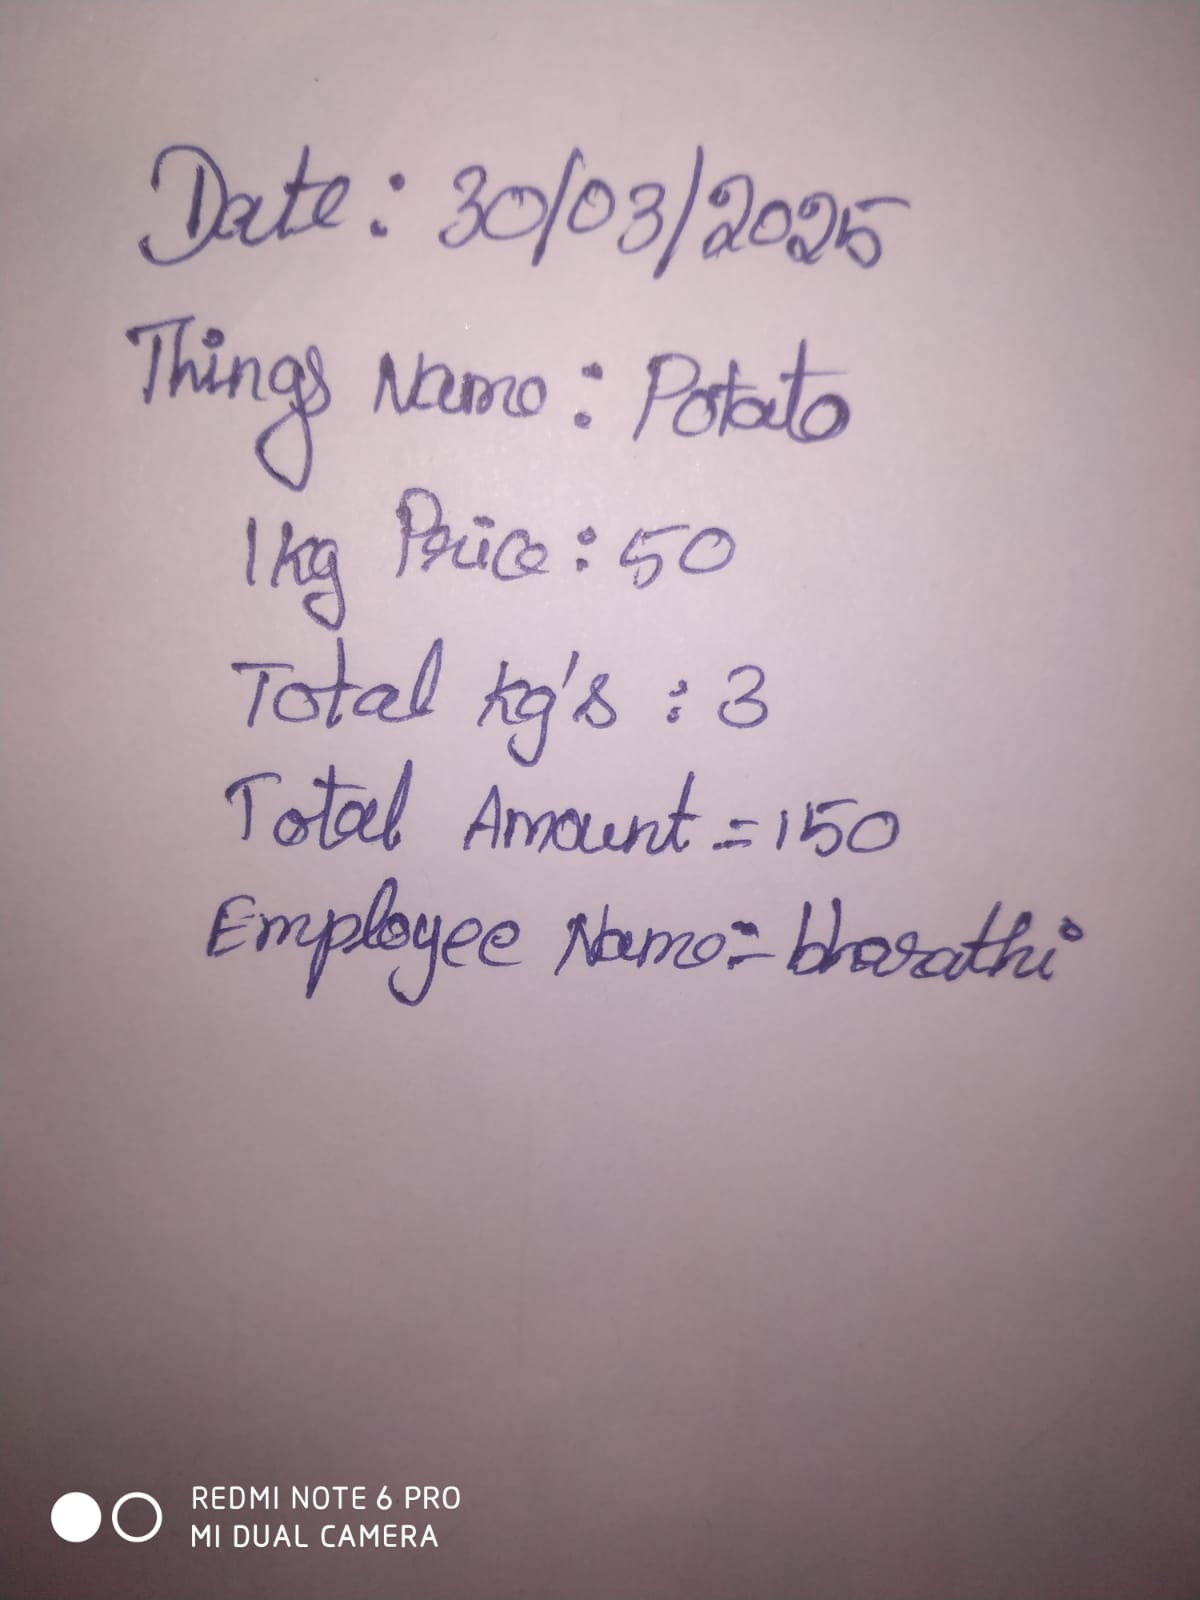 Date: 30/03/2025
Things Name: Potato
1kg Price: 50
Total kg's : 3
Total Amount = 150
Employee Name:- bharathi
REDMI NOTE 6 PRO
MI DUAL CAMERA